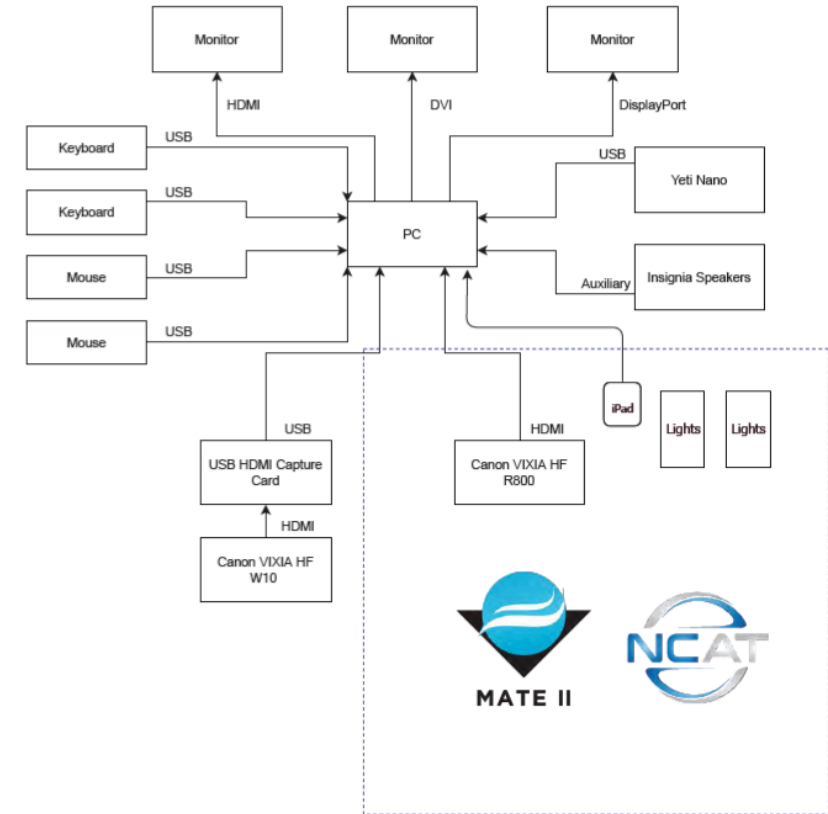 Monitor
Monitor
Monitor
HDMI
DVI
DisplayPort
USB
Keyboard
USB
Yeti Nano
USB
Keyboard
PC
USB
Mouse
Auxiliary
Insignia Speakers
USB
Mouse
iPad
Lights
Lights
USB
HDMI
USB HDMI Capture
Card
Canon VIXIA HF
R800
HDMI
Canon VIXIA HF
W10
MATE II
NCAT